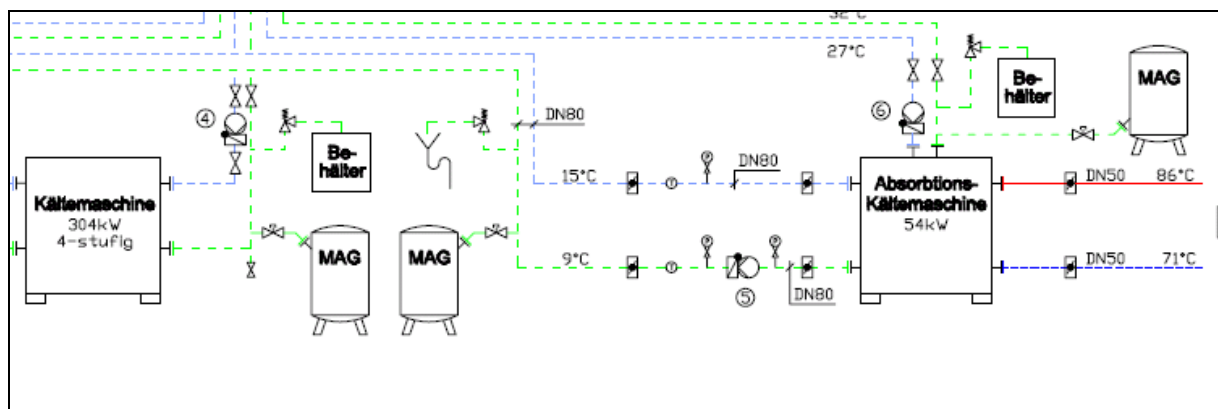 32°C
27°C
MAG
Be-
hälter
④
DN80
⑥
Be-
hälter
DN80
Kältemaschine
304kW
4-stufig
15°C
Absorbtions-
Kältemaschine
54kW
DN50 86°C
MAG
MAG
9°C
DN80
⑤
DN50 71°C